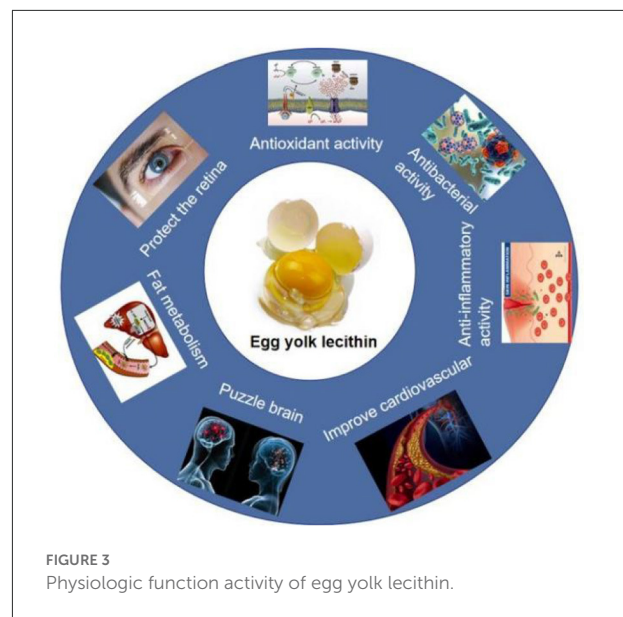 Antioxidant activity
Antibacterial
activity
Anti-inflammatory
activity
Improve cardiovascular
Puzzle brain
Fat metabolism
Protect the retina
Egg yolk lecithin
FIGURE 3
Physiologic function activity of egg yolk lecithin.